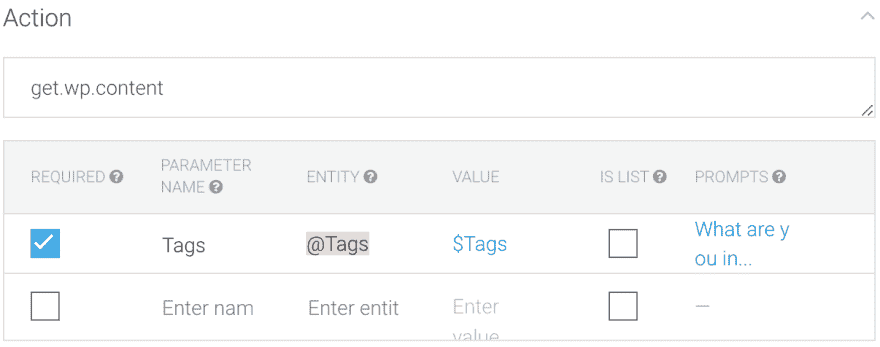 Action
get.wp.content
REQUIRED PARAMETER NAME ENTITY VALUE IS LIST PROMPTS
Tags @Tags $Tags What are y
ou in...
Enter nam Enter entit Enter —
value